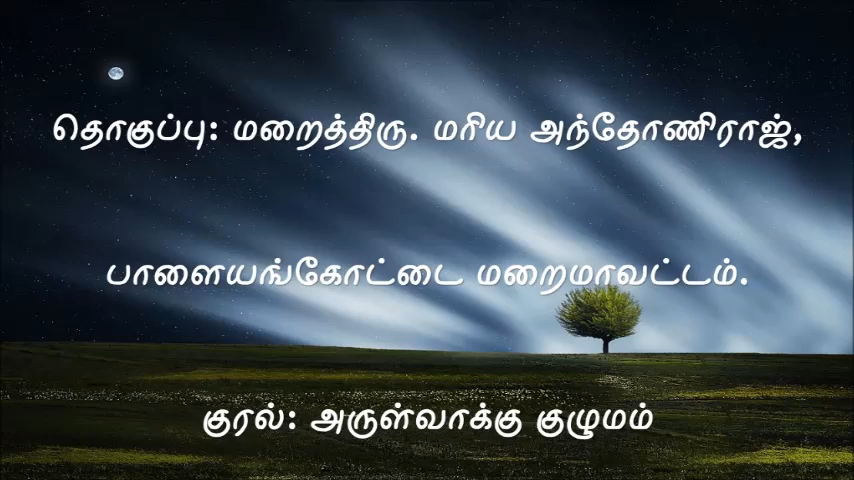 தொகுப்பு: மறைத்திரு. மரிய அந்தோணிராஜ்,
பாளையங்கோட்டை மறைமாவட்டம்.
குரல்: அருள்வாக்கு குழுமம்